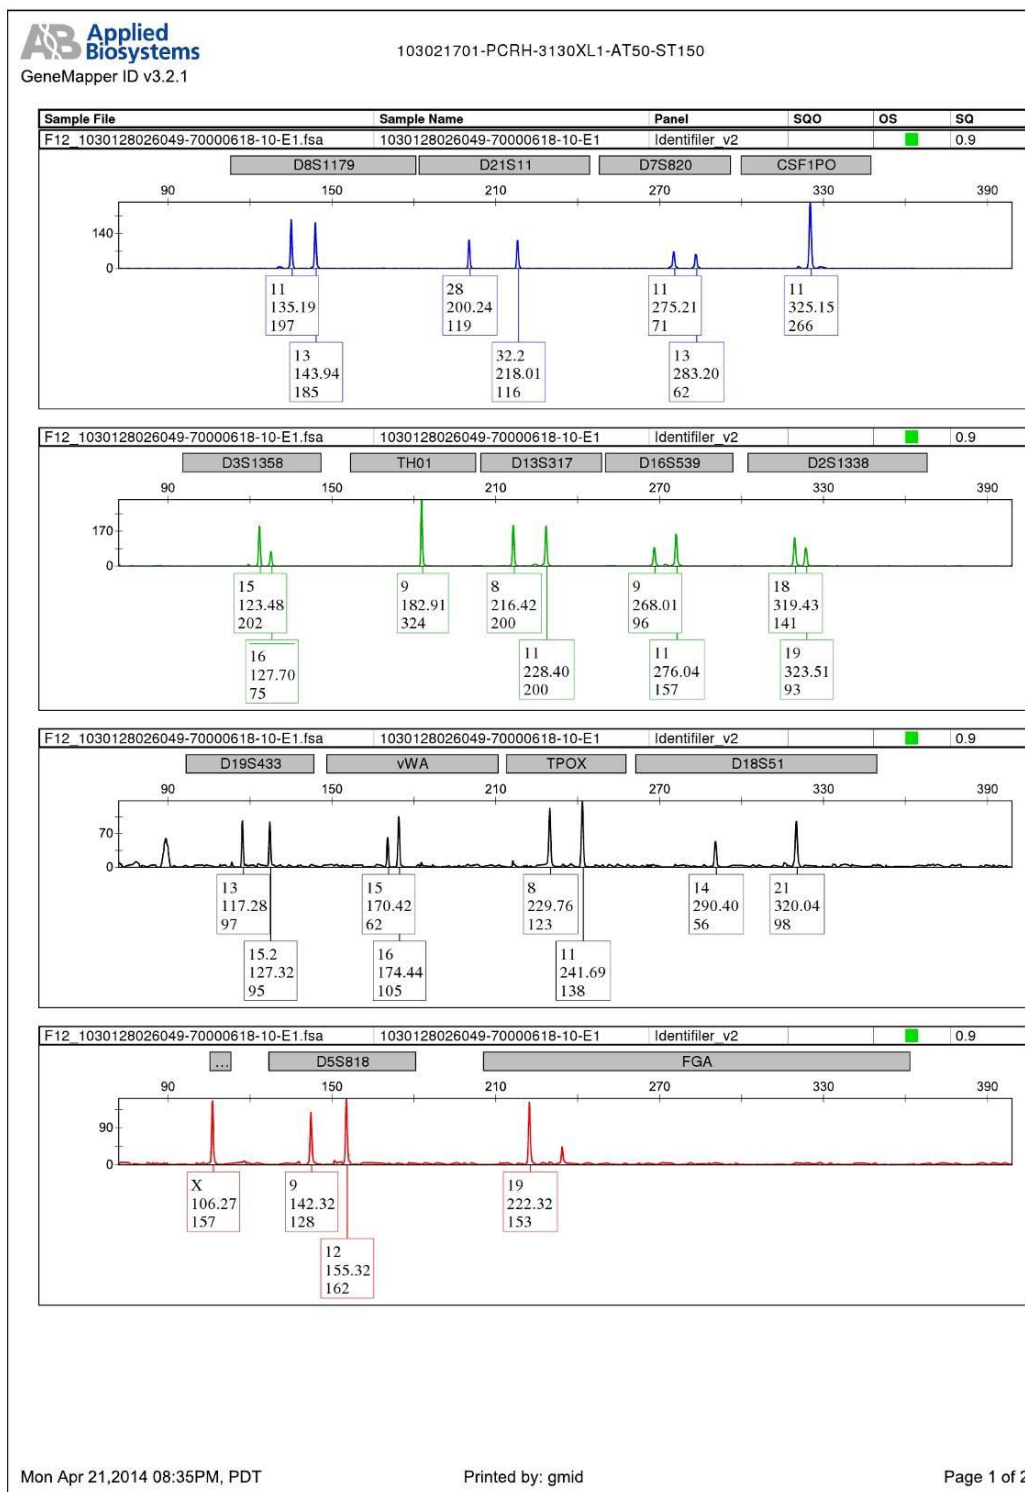 AB Applied
Biosystems
GeneMapper ID v3.2.1
103021701-PCRH-3130XL1-AT50-ST150
Sample File Sample Name Panel SQO OS SQ
F12_1030128026049-70000618-10-E1.fsa 1030128026049-70000618-10-E1 Identifiler_v2 0.9
D8S1179 D21S11 D7S820 CSF1PO
90 150 210 270 330 390
140
0
11 28 11 11
135.19 200.24 275.21 325.15
197 119 71 266
13 32.2 13
143.94 218.01 283.20
185 116 62
F12_1030128026049-70000618-10-E1.fsa 1030128026049-70000618-10-E1 Identifiler_v2 0.9
D3S1358 TH01 D13S317 D16S539 D2S1338
90 150 210 270 330 390
170
0
15 9 8 9 18
123.48 182.91 216.42 268.01 319.43
202 324 200 96 141
16 11 11 19
127.70 228.40 276.04 323.51
75 200 157 93
F12_1030128026049-70000618-10-E1.fsa 1030128026049-70000618-10-E1 Identifiler_v2 0.9
D19S433 vWA TPOX D18S51
90 150 210 270 330 390
70
0
13 15 8 14 21
117.28 170.42 229.76 290.40 320.04
97 62 123 56 98
15.2 16 11
127.32 174.44 241.69
95 105 138
F12_1030128026049-70000618-10-E1.fsa 1030128026049-70000618-10-E1 Identifiler_v2 0.9
... D5S818 FGA
90 150 210 270 330 390
90
0
X 9 19
106.27 142.32 222.32
157 128 153
12
155.32
162
Mon Apr 21,2014 08:35PM, PDT Printed by: gmid Page 1 of 2